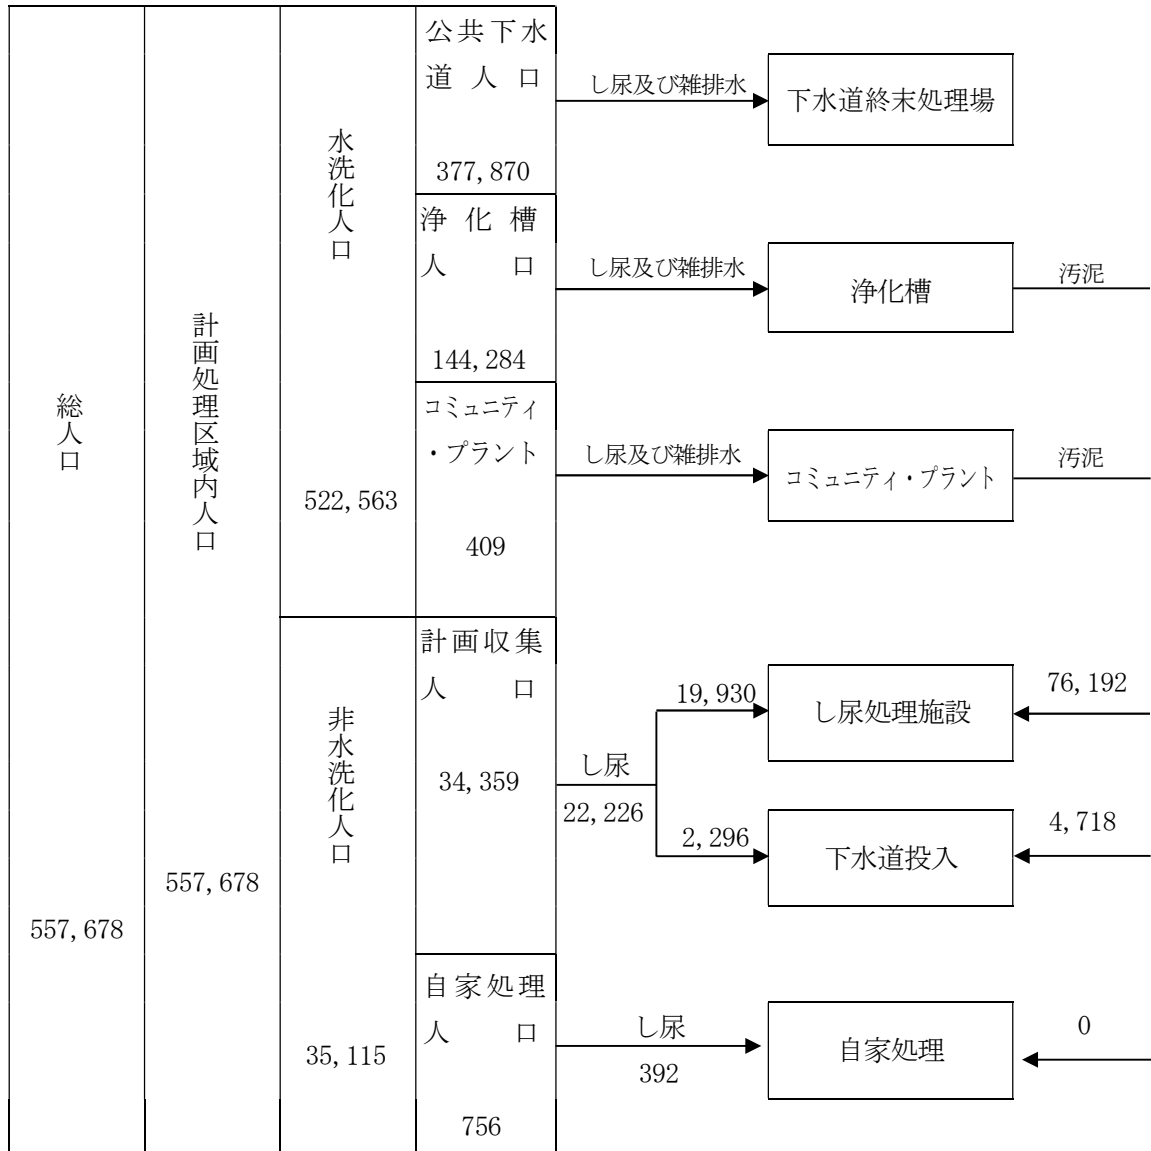 総人口
557,678
計画処理区域内人口
557,678
水洗化人口
522,563
非水洗化人口
35,115
公共下水
道人口
377,870
浄化槽
人口
144,284
コミュニティ
・プラント
409
計画収集
人口
34,359
自家処理
人口
756
し尿及び雑排水
下水道終末処理場
し尿及び雑排水
浄化槽
汚泥
し尿及び雑排水
コミュニティ・プラント
汚泥
し尿
22,226
19,930
し尿処理施設
76,192
2,296
下水道投入
4,718
し尿
392
自家処理
0